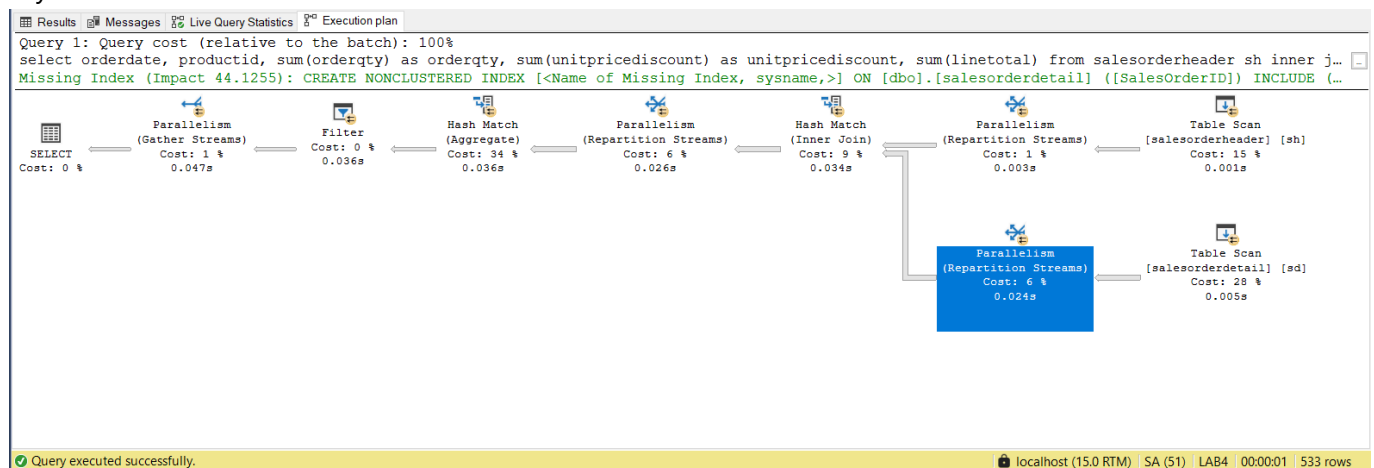 Results Messages Live Query Statistics Execution plan
Query 1: Query cost (relative to the batch): 100%
select orderdate, productid, sum(orderqty) as orderqty, sum(unitpricediscount) as unitpricediscount, sum(linetotal) from salesorderheader sh inner j…
Missing Index (Impact 44.1255): CREATE NONCLUSTERED INDEX [<Name of Missing Index, sysname,>] ON [dbo].[salesorderdetail] ([SalesOrderID]) INCLUDE (…
SELECT
Cost: 0 %
Parallelism
(Gather Streams)
Cost: 1 %
0.047s
Filter
Cost: 0 %
0.036s
Hash Match
(Aggregate)
Cost: 34 %
0.036s
Parallelism
(Repartition Streams)
Cost: 6 %
0.026s
Hash Match
(Inner Join)
Cost: 9 %
0.034s
Parallelism
(Repartition Streams)
Cost: 1 %
0.003s
Table Scan
[salesorderheader] [sh]
Cost: 15 %
0.001s
Parallelism
(Repartition Streams)
Cost: 6 %
0.024s
Table Scan
[salesorderdetail] [sd]
Cost: 28 %
0.005s
Query executed successfully. localhost (15.0 RTM) SA (51) LAB4 00:00:01 533 rows